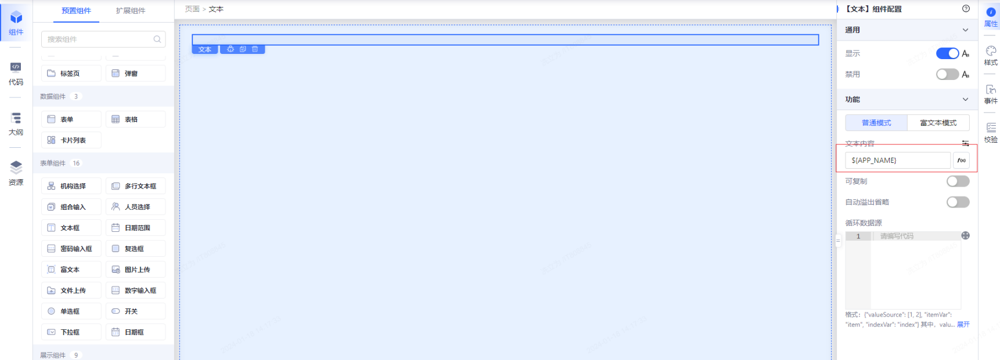 组件
代码
大纲
资源
预置组件
扩展组件
搜索组件
标签页
弹窗
数据组件 3
表单
表格
卡片列表
表单组件 16
机构选择
多行文本框
组合输入
人员选择
文本框
日期范围
密码输入框
复选框
富文本
图片上传
文件上传
数字输入框
单选框
开关
下拉框
日期框
展示组件 9
页面 > 文本
文本
【文本】组件配置
通用
显示
禁用
功能
普通模式
富文本模式
文本内容
${APP_NAME}
f(x)
可复制
自动溢出省略
循环数据源
1
请编写代码
格式：{"valueSource": [1, 2], "itemVar":
"item", "indexVar": "index"} 其中，valu... 展开
属性
样式
事件
校验